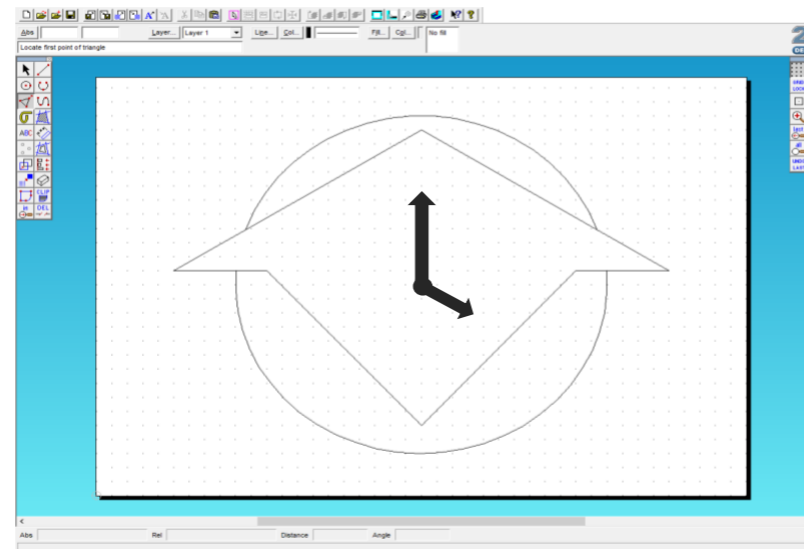 Abs
Layer... Layer 1
Line... Col...
Fill... Col...
No fill
Locate first point of triangle
ABC
CLIP
DEL
Abs
Rel
Distance
Angle